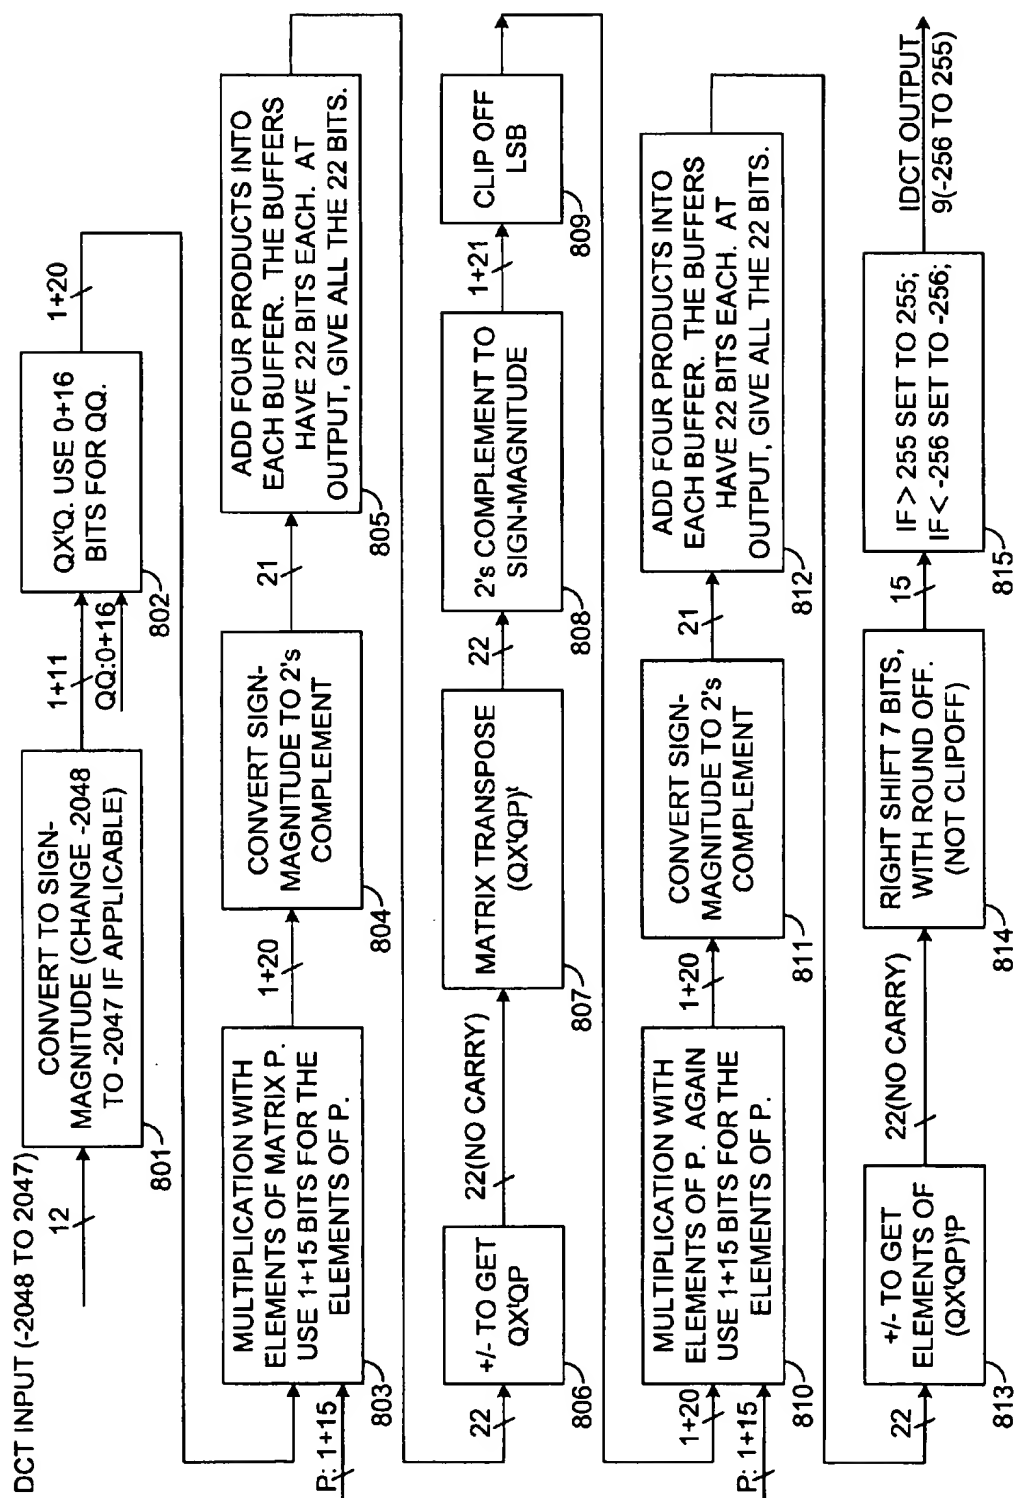 DCT INPUT (-2048 TO 2047)
12
CONVERT TO SIGN-
MAGNITUDE (CHANGE -2048
TO -2047 IF APPLICABLE)
801
1+11
QQ:0+16
QXᵗQ. USE 0+16
BITS FOR QQ.
802
1+20
P: 1+15
MULTIPLICATION WITH
ELEMENTS OF MATRIX P.
USE 1+15 BITS FOR THE
ELEMENTS OF P.
803
1+20
CONVERT SIGN-
MAGNITUDE TO 2's
COMPLEMENT
804
21
ADD FOUR PRODUCTS INTO
EACH BUFFER. THE BUFFERS
HAVE 22 BITS EACH. AT
OUTPUT, GIVE ALL THE 22 BITS.
805
22
+/- TO GET
QXᵗQP
806
22(NO CARRY)
MATRIX TRANSPOSE
(QXᵗQP)ᵗ
807
22
2's COMPLEMENT TO
SIGN-MAGNITUDE
808
1+21
CLIP OFF
LSB
809
1+20
P: 1+15
MULTIPLICATION WITH
ELEMENTS OF P. AGAIN
USE 1+15 BITS FOR THE
ELEMENTS OF P.
810
1+20
CONVERT SIGN-
MAGNITUDE TO 2's
COMPLEMENT
811
21
ADD FOUR PRODUCTS INTO
EACH BUFFER. THE BUFFERS
HAVE 22 BITS EACH. AT
OUTPUT, GIVE ALL THE 22 BITS.
812
22
+/- TO GET
ELEMENTS OF
(QXᵗQP)ᵗP
813
22(NO CARRY)
RIGHT SHIFT 7 BITS,
WITH ROUND OFF.
(NOT CLIPOFF)
814
15
IF > 255 SET TO 255;
IF < -256 SET TO -256;
815
IDCT OUTPUT
9(-256 TO 255)